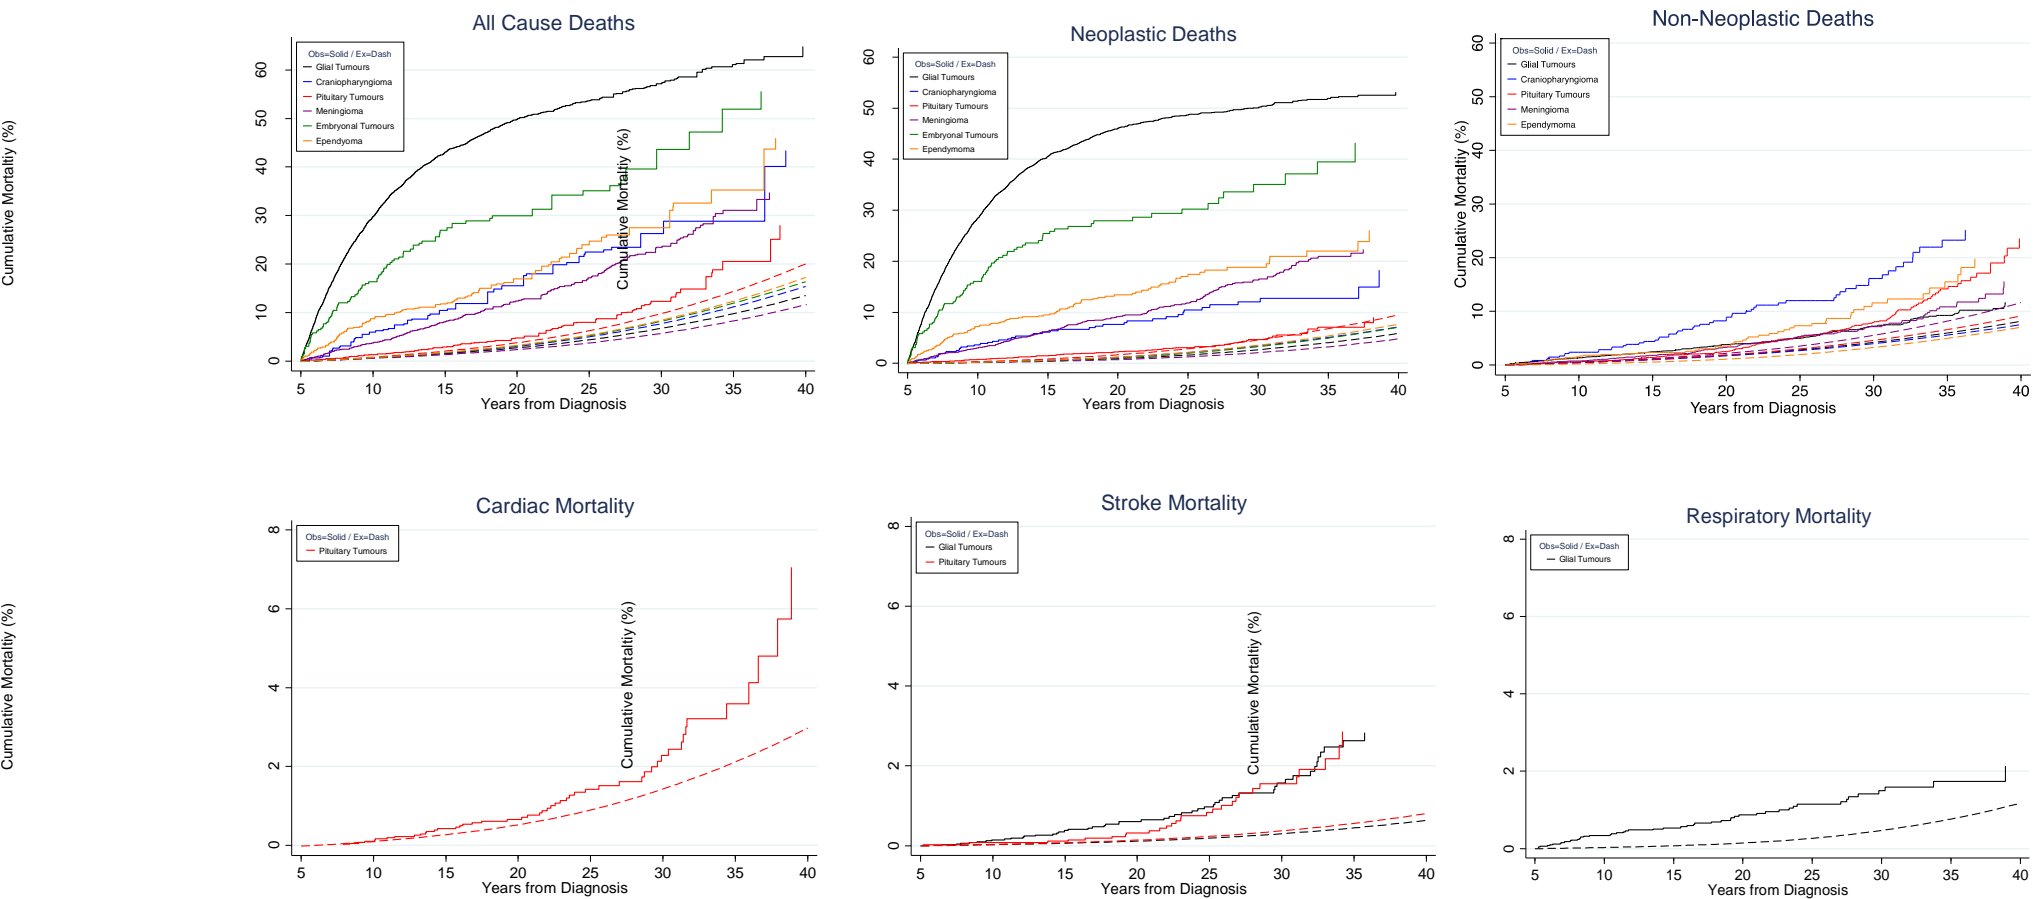 All Cause Deaths
Cumulative Mortaltiy (%)
60
50
40
30
20
10
0
Obs=Solid / Ex=Dash
Glial Tumours
Craniopharyngioma
Pituitary Tumours
Meningioma
Embryonal Tumours
Ependyoma
5 10 15 20 25 30 35 40
Years from Diagnosis
Neoplastic Deaths
Cumulative Mortaltiy (%)
60
50
40
30
20
10
0
Obs=Solid / Ex=Dash
Glial Tumours
Craniopharyngioma
Pituitary Tumours
Meningioma
Embryonal Tumours
Ependymoma
5 10 15 20 25 30 35 40
Years from Diagnosis
Non-Neoplastic Deaths
Cumulative Mortaltiy (%)
60
50
40
30
20
10
0
Obs=Solid / Ex=Dash
Glial Tumours
Craniopharyngioma
Pituitary Tumours
Meningioma
Ependymoma
5 10 15 20 25 30 35 40
Years from Diagnosis
Cardiac Mortality
Cumulative Mortaltiy (%)
8
6
4
2
0
Obs=Solid / Ex=Dash
Pituitary Tumours
5 10 15 20 25 30 35 40
Years from Diagnosis
Stroke Mortality
Cumulative Mortaltiy (%)
8
6
4
2
0
Obs=Solid / Ex=Dash
Glial Tumours
Pituitary Tumours
5 10 15 20 25 30 35 40
Years from Diagnosis
Respiratory Mortality
Cumulative Mortaltiy (%)
8
6
4
2
0
Obs=Solid / Ex=Dash
Glial Tumours
5 10 15 20 25 30 35 40
Years from Diagnosis